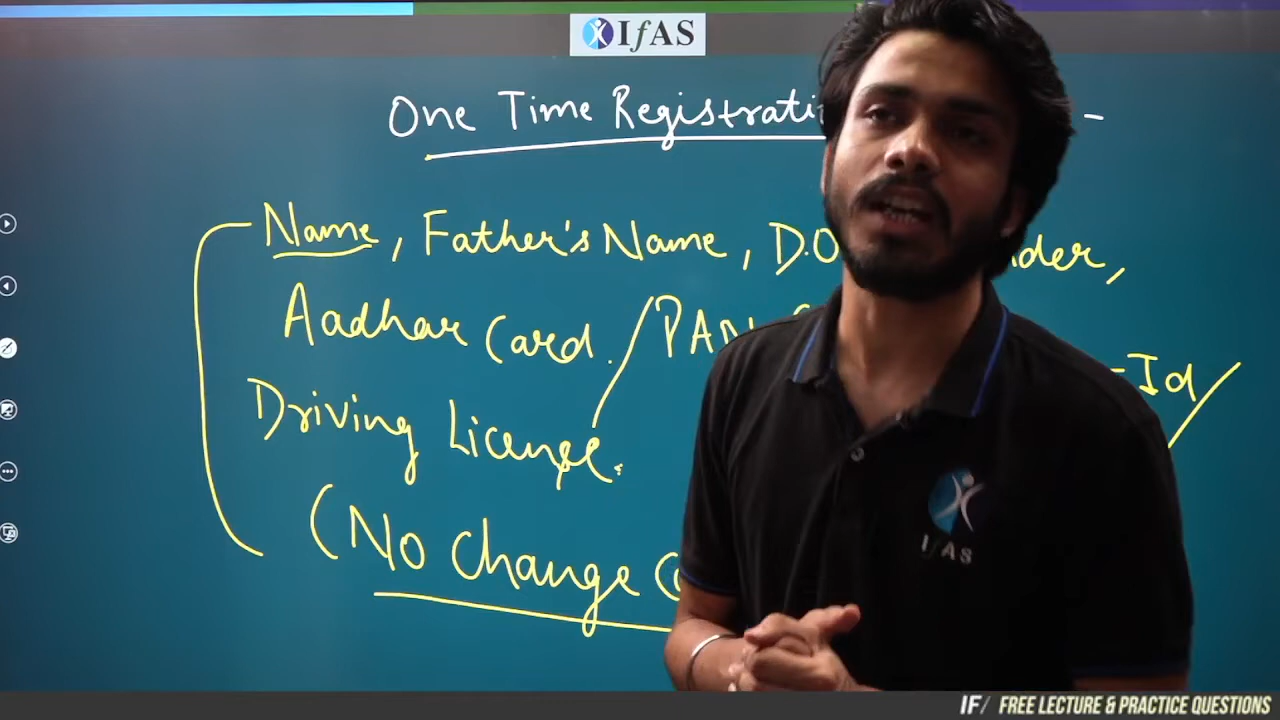 IfAS
One Time Registrati -
Name, Father's Name, D.O der,
Aadhar Card. / PAN
-Id /
Driving License.
(No Change
IfAS
IF/ FREE LECTURE & PRACTICE QUESTIONS